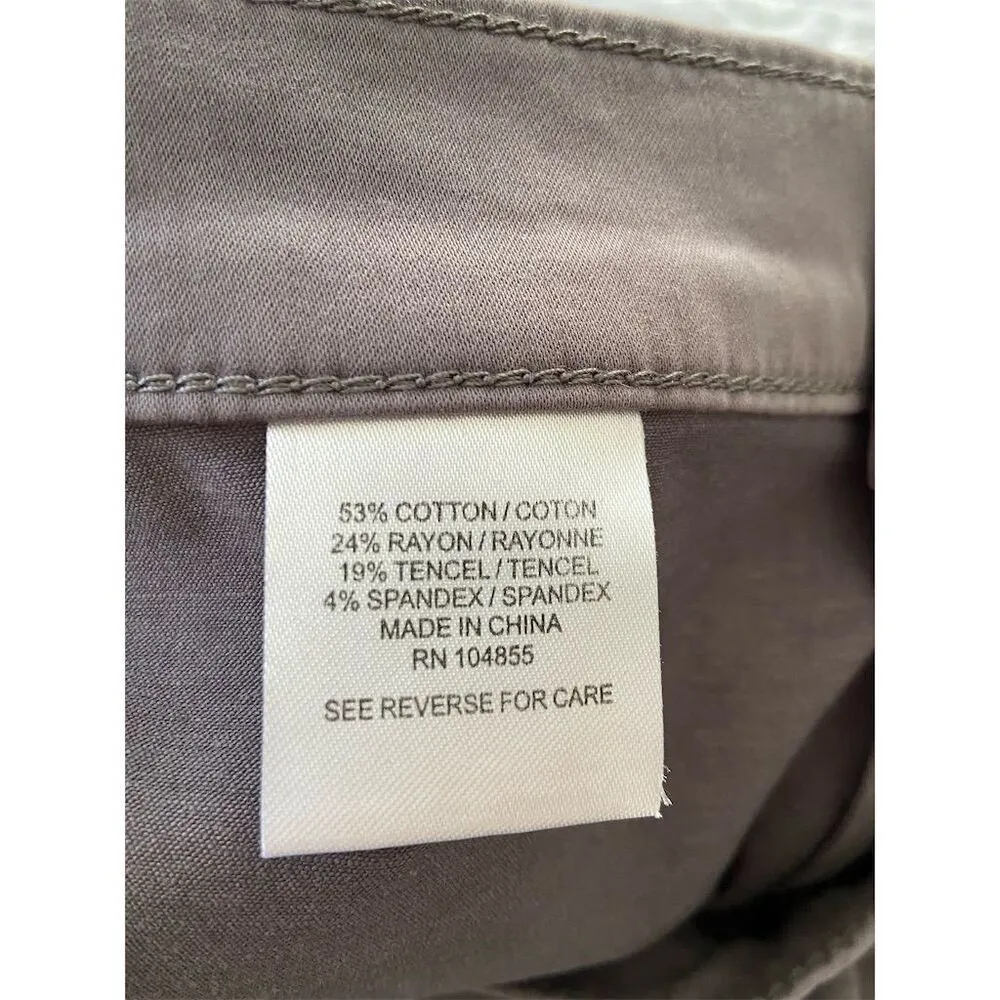 53% COTTON / COTON
24% RAYON / RAYONNE
19% TENCEL / TENCEL
4% SPANDEX / SPANDEX
MADE IN CHINA
RN 104855
SEE REVERSE FOR CARE